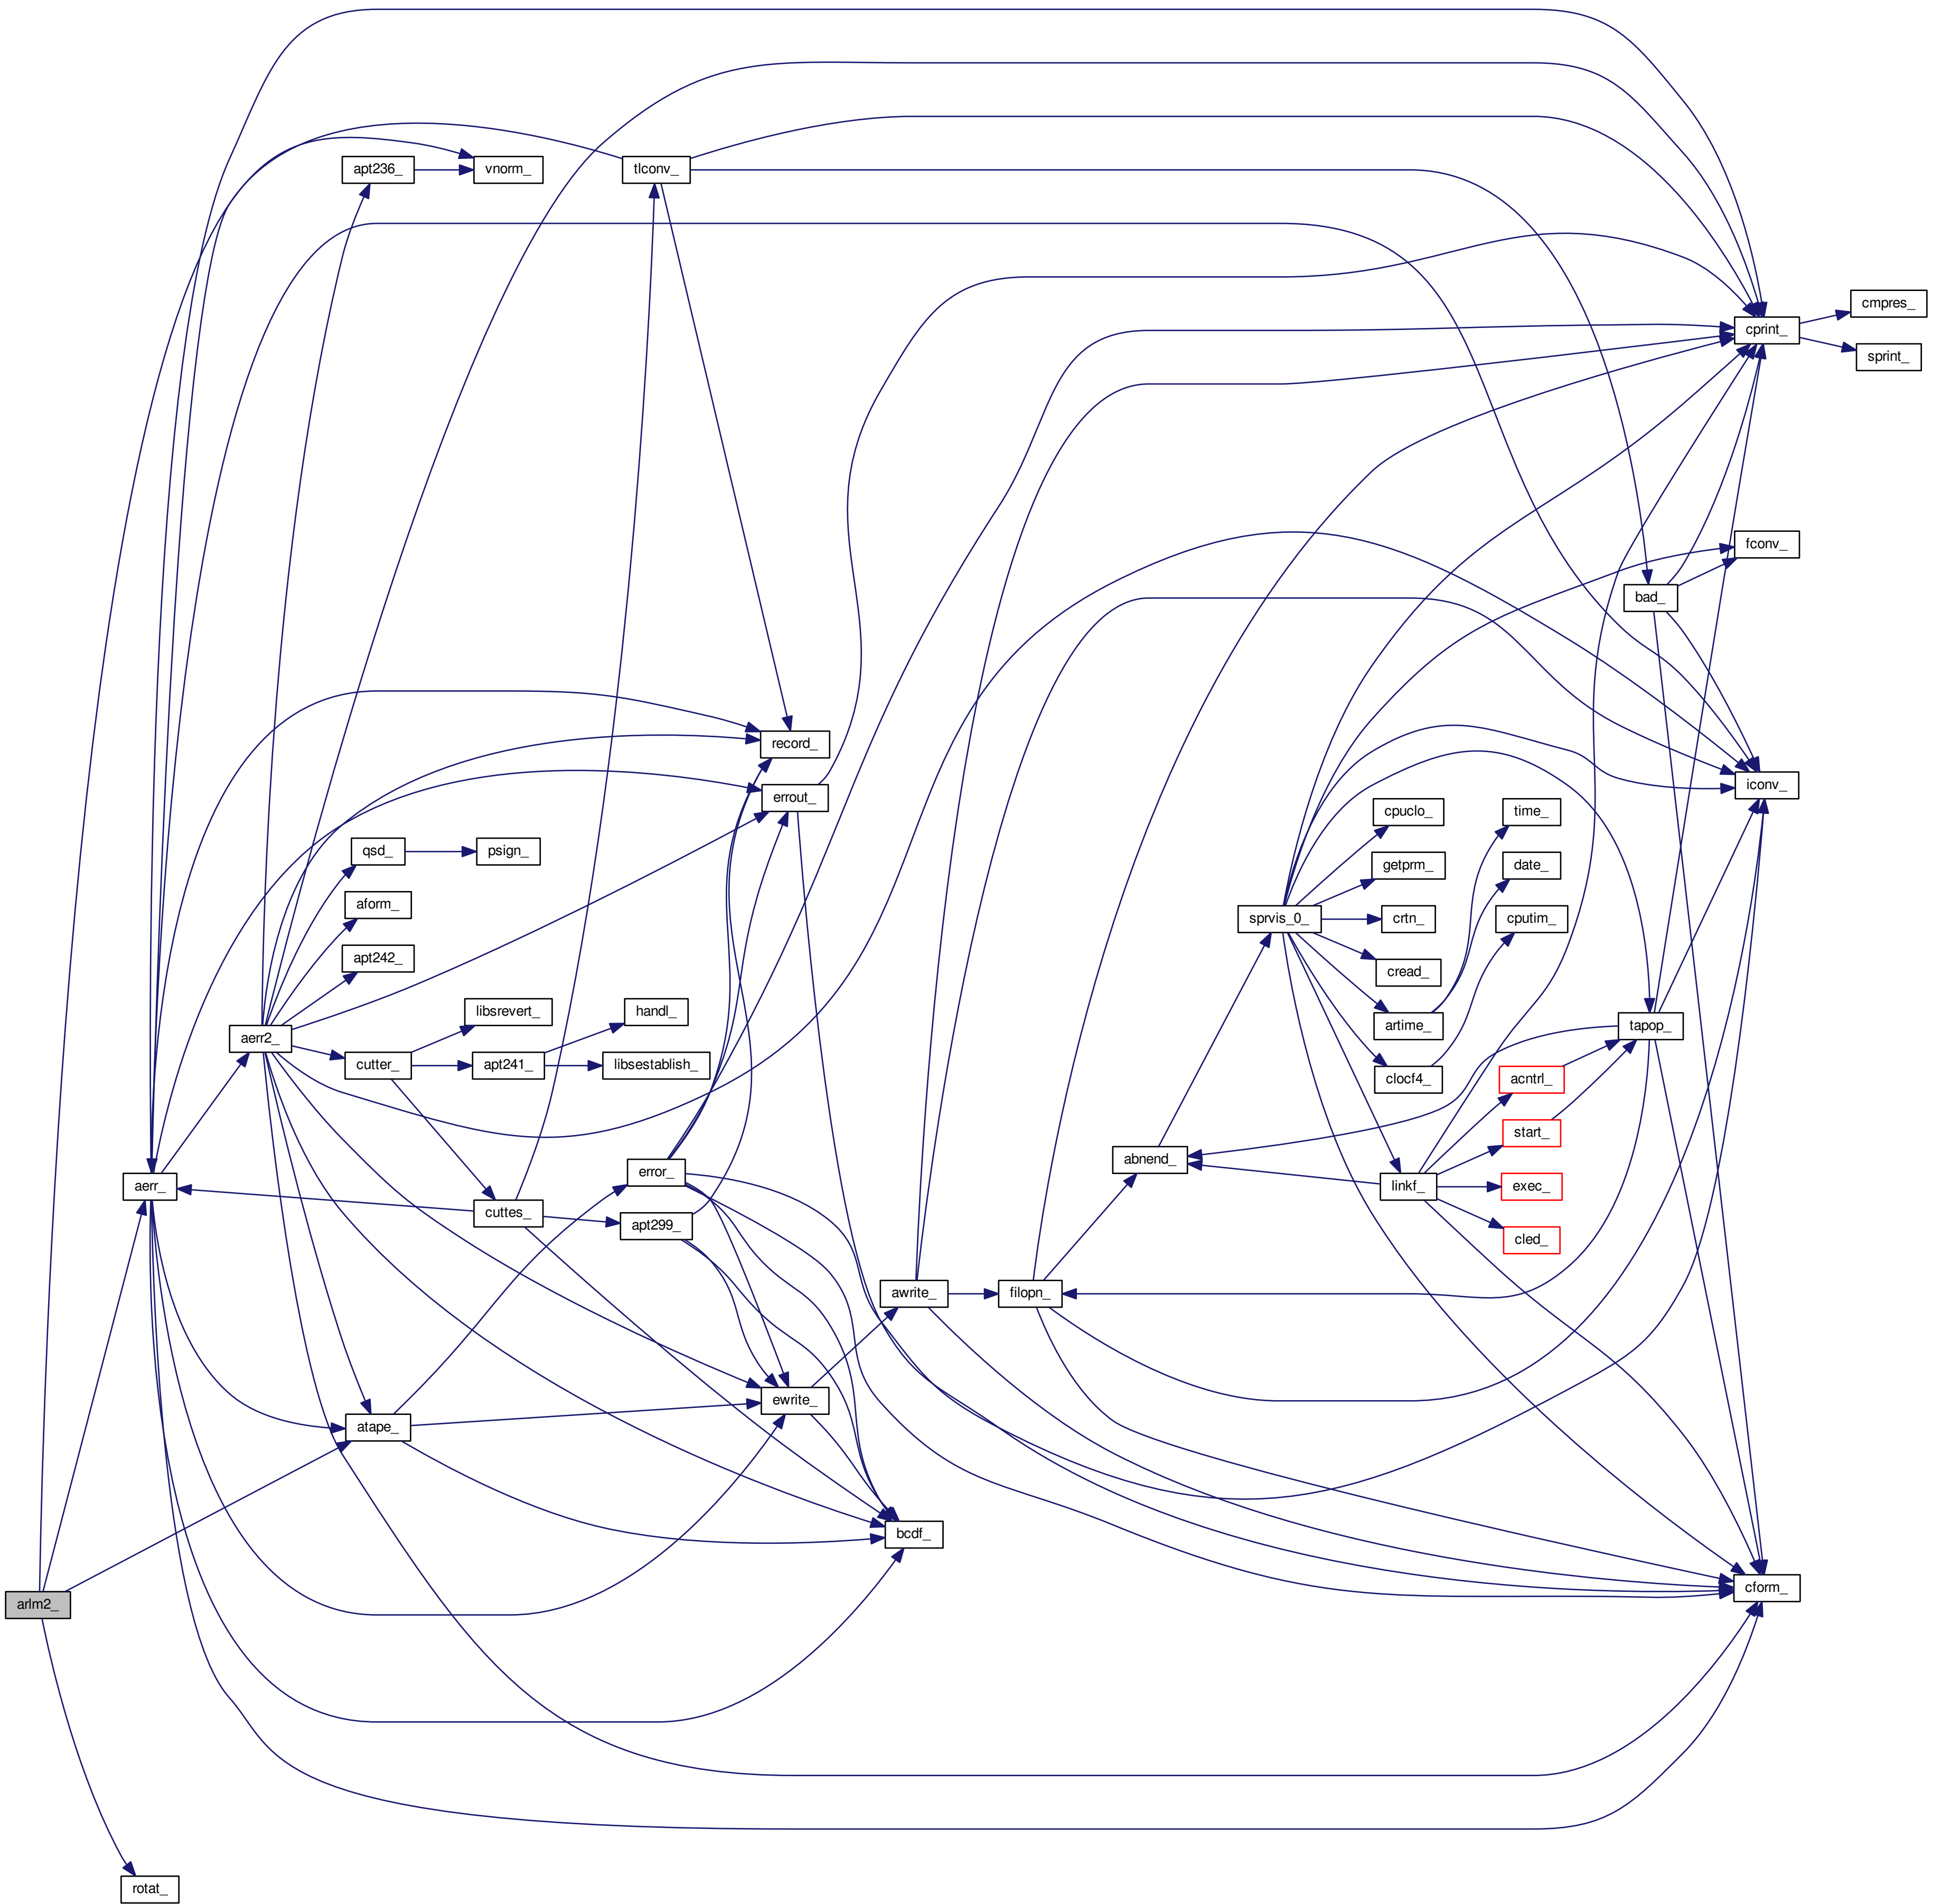 cmpres_
cprint_
sprint_
apt236_
vnorm_
tlconv_
fconv_
bad_
record_
iconv_
errout_
cpuclo_
time_
qsd_
psign_
getprm_
date_
aform_
sprvis_0_
crtn_
cputim_
apt242_
cread_
libsrevert_
handl_
artime_
tapop_
aerr2_
cutter_
apt241_
libsestablish_
clocf4_
acntrl_
start_
abnend_
error_
aerr_
linkf_
exec_
cuttes_
apt299_
cled_
awrite_
filopn_
ewrite_
atape_
bcdf_
cform_
arlm2_
rotat_